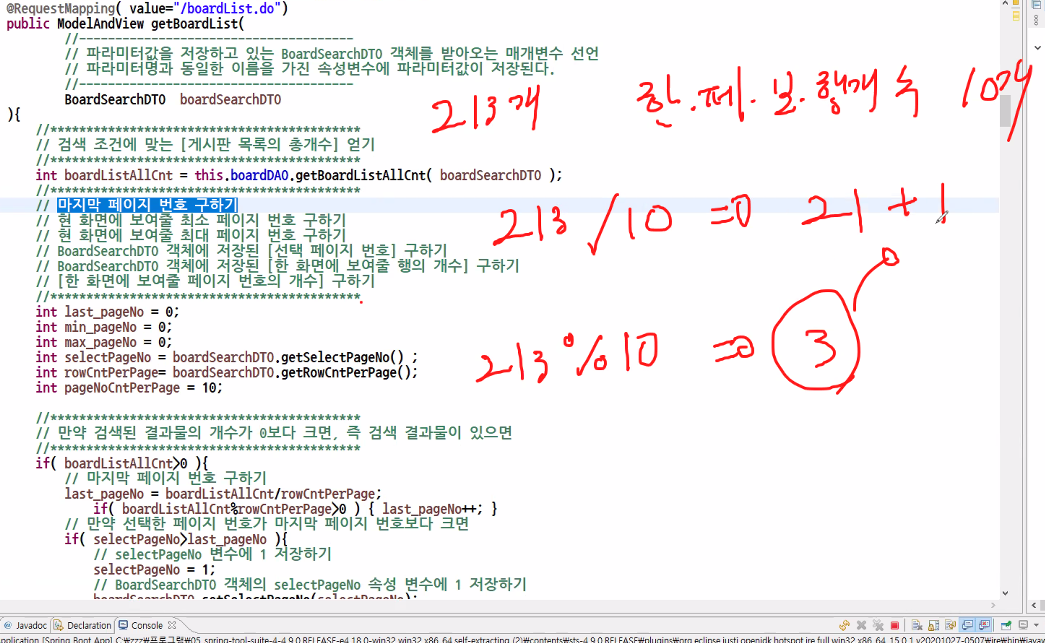 @RequestMapping( value="/boardList.do")
public ModelAndView getBoardList(
//-----------------------------------
// 파라미터값을 저장하고 있는 BoardSearchDTO 객체를 받아오는 매개변수 선언
// 파라미터명과 동일한 이름을 가진 속성변수에 파라미터값이 저장된다.
//-----------------------------------
BoardSearchDTO boardSearchDTO
){
213개
한.페.보.행개 수 10개
//*******************************************
// 검색 조건에 맞는 [게시판 목록의 총개수] 얻기
//*******************************************
int boardListAllCnt = this.boardDAO.getBoardListAllCnt( boardSearchDTO );
//*******************************************
// 마지막 페이지 번호 구하기
// 현 화면에 보여줄 최소 페이지 번호 구하기
// 현 화면에 보여줄 최대 페이지 번호 구하기
// BoardSearchDTO 객체에 저장된 [선택 페이지 번호] 구하기
// BoardSearchDTO 객체에 저장된 [한 화면에 보여줄 행의 개수] 구하기
// [한 화면에 보여줄 페이지 번호의 개수] 구하기
//*******************************************.
213/10 ⇒ 21 + 1
int last_pageNo = 0;
int min_pageNo = 0;
int max_pageNo = 0;
int selectPageNo = boardSearchDTO.getSelectPageNo() ;
int rowCntPerPage= boardSearchDTO.getRowCntPerPage();
int pageNoCntPerPage = 10;
213%10 ⇒ 3
//*******************************************
// 만약 검색된 결과물의 개수가 0보다 크면, 즉 검색 결과물이 있으면
//*******************************************
if( boardListAllCnt>0 ){
// 마지막 페이지 번호 구하기
last_pageNo = boardListAllCnt/rowCntPerPage;
if( boardListAllCnt%rowCntPerPage>0 ) { last_pageNo++; }
// 만약 선택한 페이지 번호가 마지막 페이지 번호보다 크면
if( selectPageNo>last_pageNo ){
// selectPageNo 변수에 1 저장하기
selectPageNo = 1;
// BoardSearchDTO 객체의 selectPageNo 속성 변수에 1 저장하기
boardSearchDTO.setSelectPageNo(selectPageNo);
@ Javadoc Declaration Console